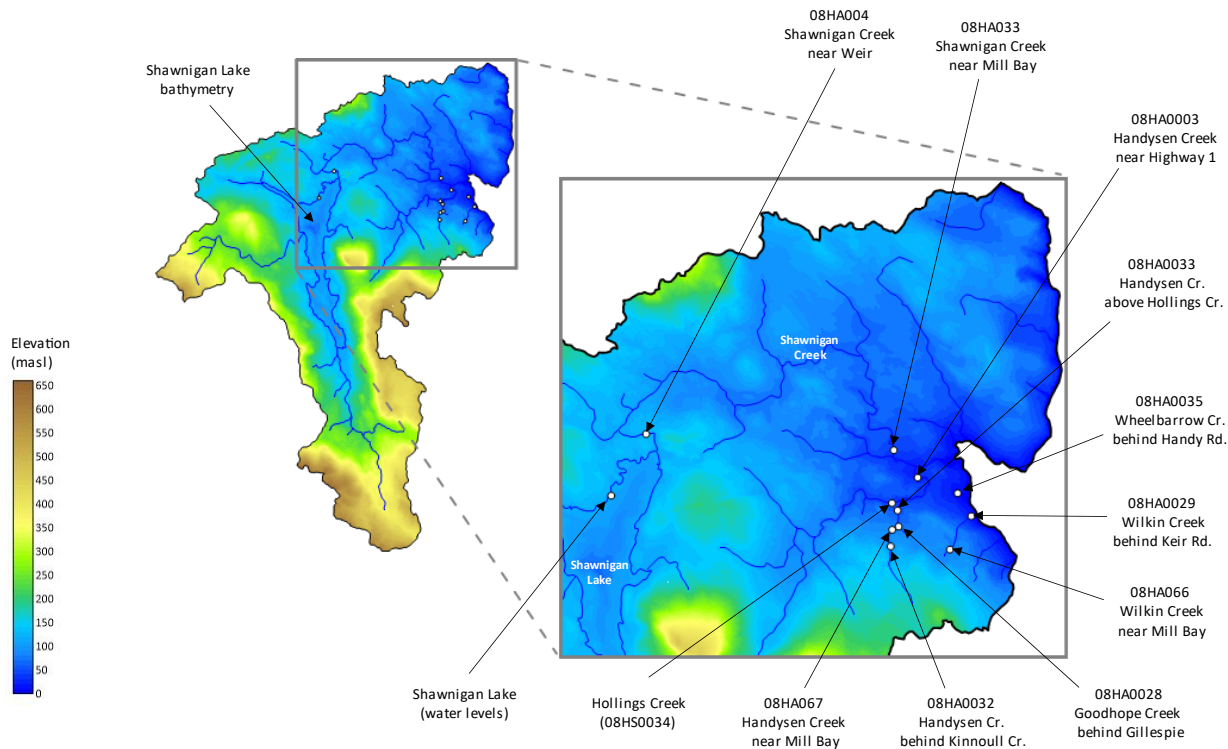 08HA004
Shawnigan Creek
near Weir
08HA033
Shawnigan Creek
near Mill Bay
Shawnigan Lake
bathymetry
08HA0003
Handysen Creek
near Highway 1
08HA0033
Handysen Cr.
above Hollings Cr.
Shawnigan
Creek
Elevation
(masl)
650
600
550
500
450
400
350
300
250
200
150
100
50
0
08HA0035
Wheelbarrow Cr.
behind Handy Rd.
08HA0029
Wilkin Creek
behind Keir Rd.
Shawnigan
Lake
08HA066
Wilkin Creek
near Mill Bay
Shawnigan Lake
(water levels)
Hollings Creek
(08HS0034)
08HA067
Handysen Creek
near Mill Bay
08HA0032
Handysen Cr.
behind Kinnoull Cr.
08HA0028
Goodhope Creek
behind Gillespie